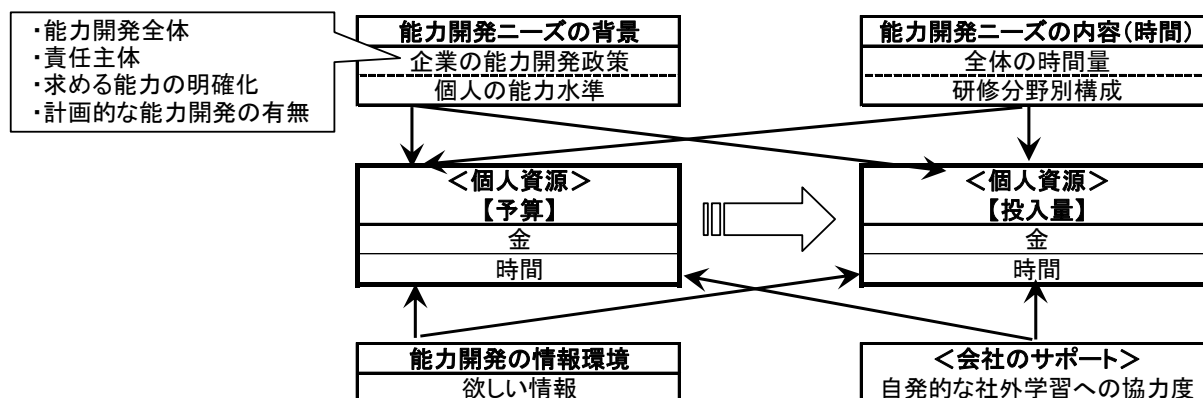 ・能力開発全体
・責任主体
・求める能力の明確化
・計画的な能力開発の有無
能力開発ニーズの背景
企業の能力開発政策
個人の能力水準
能力開発ニーズの内容(時間)
全体の時間量
研修分野別構成
＜個人資源＞
【予算】
金
時間
＜個人資源＞
【投入量】
金
時間
能力開発の情報環境
欲しい情報
＜会社のサポート＞
自発的な社外学習への協力度